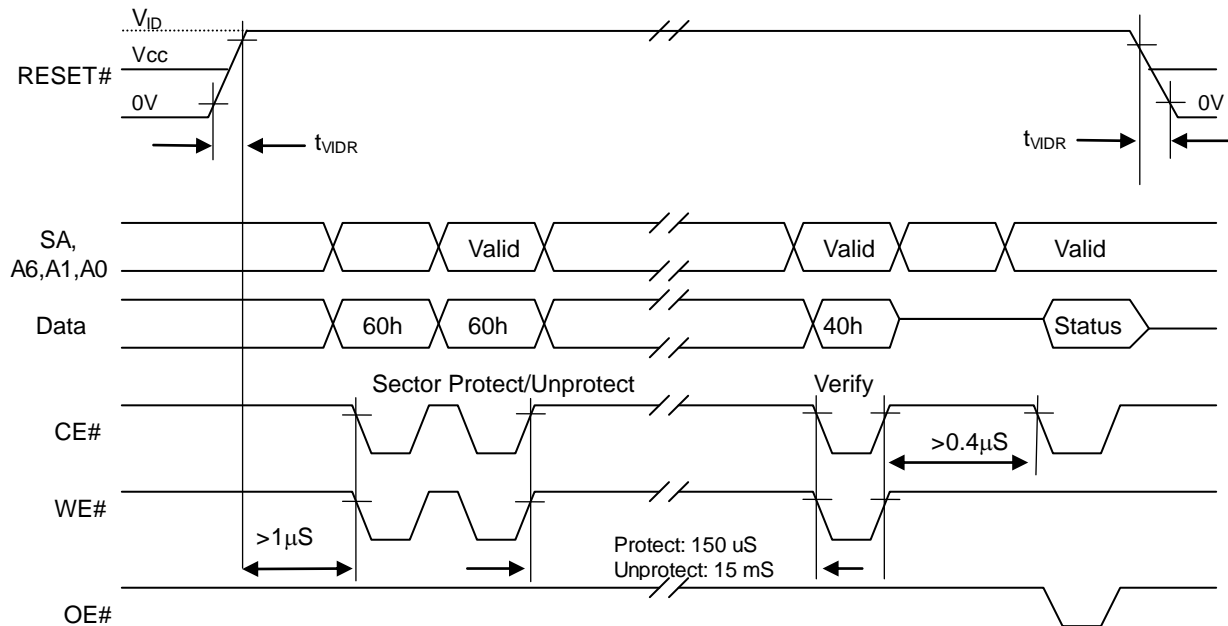 VID
Vcc
RESET#
0V
0V
tVIDR
tVIDR
SA,
A6,A1,A0
Valid
Valid
Valid
Data
60h
60h
40h
Status
Sector Protect/Unprotect
Verify
CE#
>0.4μS
WE#
>1μS
Protect: 150 uS
Unprotect: 15 mS
OE#